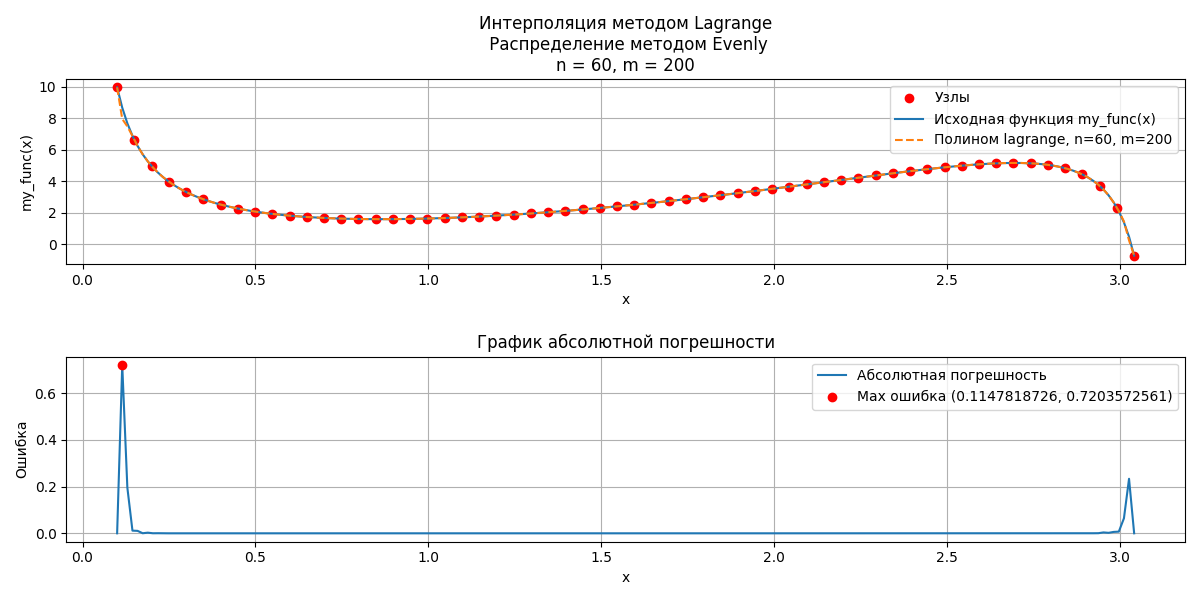 Интерполяция методом Lagrange
Распределение методом Evenly
n = 60, m = 200
10
8
6
4
2
0
my_func(x)
Узлы
Исходная функция my_func(x)
Полином lagrange, n=60, m=200
0.0 0.5 1.0 1.5 2.0 2.5 3.0
x
График абсолютной погрешности
0.6
0.4
0.2
0.0
Ошибка
Абсолютная погрешность
Max ошибка (0.1147818726, 0.7203572561)
0.0 0.5 1.0 1.5 2.0 2.5 3.0
x